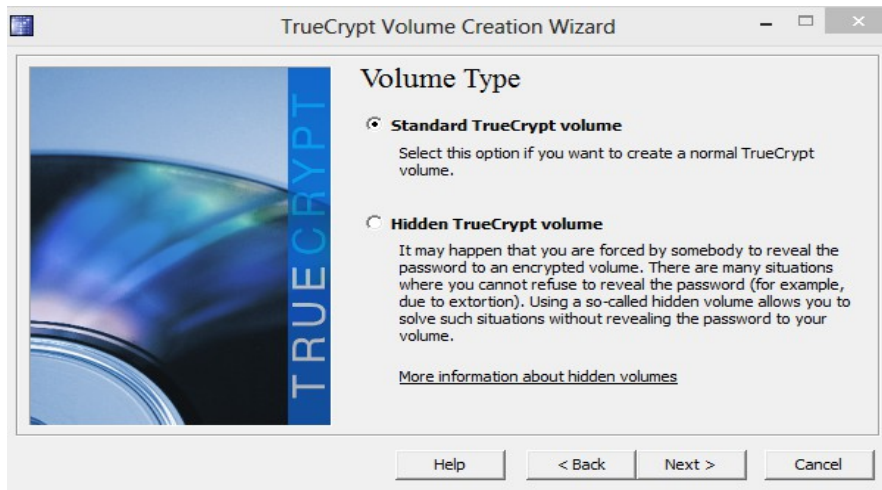 TrueCrypt Volume Creation Wizard
TRUECRYPT
Volume Type
Standard TrueCrypt volume
Select this option if you want to create a normal TrueCrypt
volume.
Hidden TrueCrypt volume
It may happen that you are forced by somebody to reveal the
password to an encrypted volume. There are many situations
where you cannot refuse to reveal the password (for example,
due to extortion). Using a so-called hidden volume allows you to
solve such situations without revealing the password to your
volume.
More information about hidden volumes
Help
< Back
Next >
Cancel